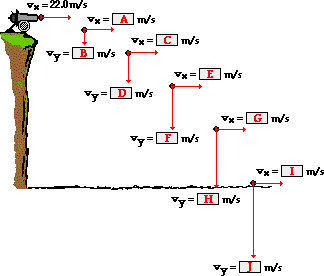 vx = 22.0 m/s
vx = A m/s
vy = B m/s
vx = C m/s
vy = D m/s
vx = E m/s
vy = F m/s
vx = G m/s
vy = H m/s
vx = I m/s
vy = J m/s